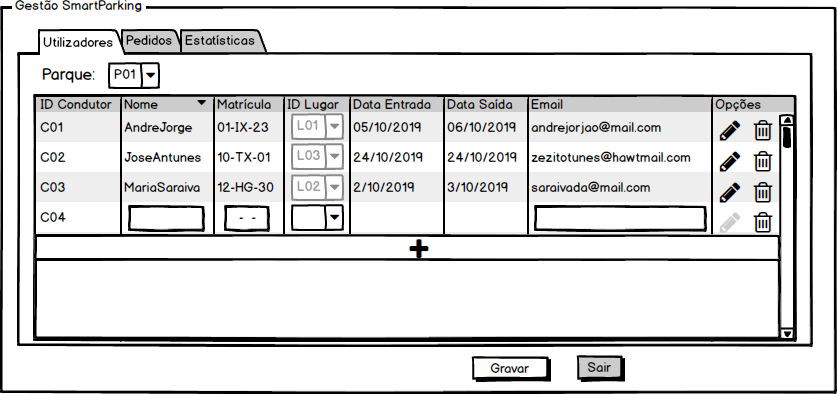 Gestão SmartParking
Utilizadores Pedidos Estatísticas
Parque: P01
ID Condutor Nome Matrícula ID Lugar Data Entrada Data Saída Email Opções
C01 AndreJorge 01-IX-23 L01 05/10/2019 06/10/2019 andrejorjao@mail.com
C02 JoseAntunes 10-TX-01 L03 24/10/2019 24/10/2019 zezitotunes@hawtmail.com
C03 MariaSaraiva 12-HG-30 L02 2/10/2019 3/10/2019 saraivada@mail.com
C04 - -
Gravar Sair